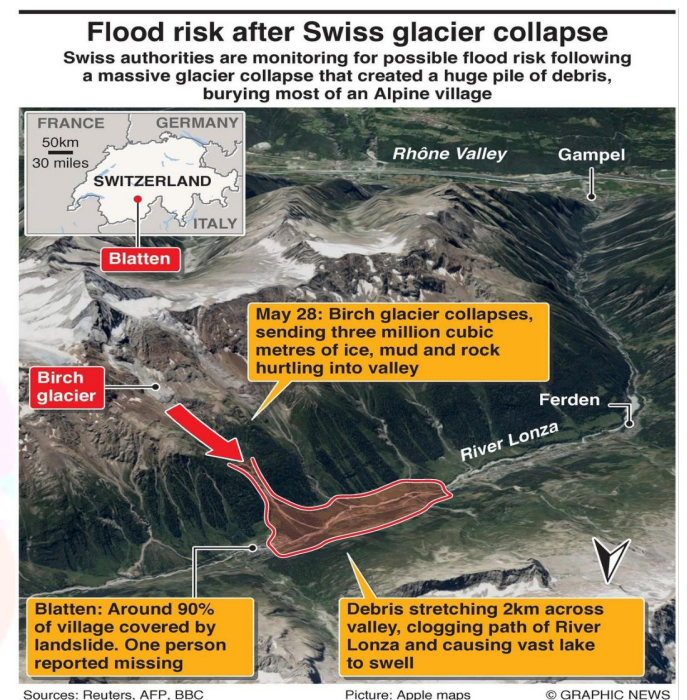 Flood risk after Swiss glacier collapse
Swiss authorities are monitoring for possible flood risk following
a massive glacier collapse that created a huge pile of debris,
burying most of an Alpine village
FRANCE
GERMANY
50km
30 miles
SWITZERLAND
ITALY
Blatten
Rhône Valley
Gampel
May 28: Birch glacier collapses,
sending three million cubic
metres of ice, mud and rock
hurtling into valley
Birch
glacier
Ferden
River Lonza
Blatten: Around 90%
of village covered by
landslide. One person
reported missing
Debris stretching 2km across
valley, clogging path of River
Lonza and causing vast lake
to swell
Sources: Reuters, AFP, BBC
Picture: Apple maps
© GRAPHIC NEWS